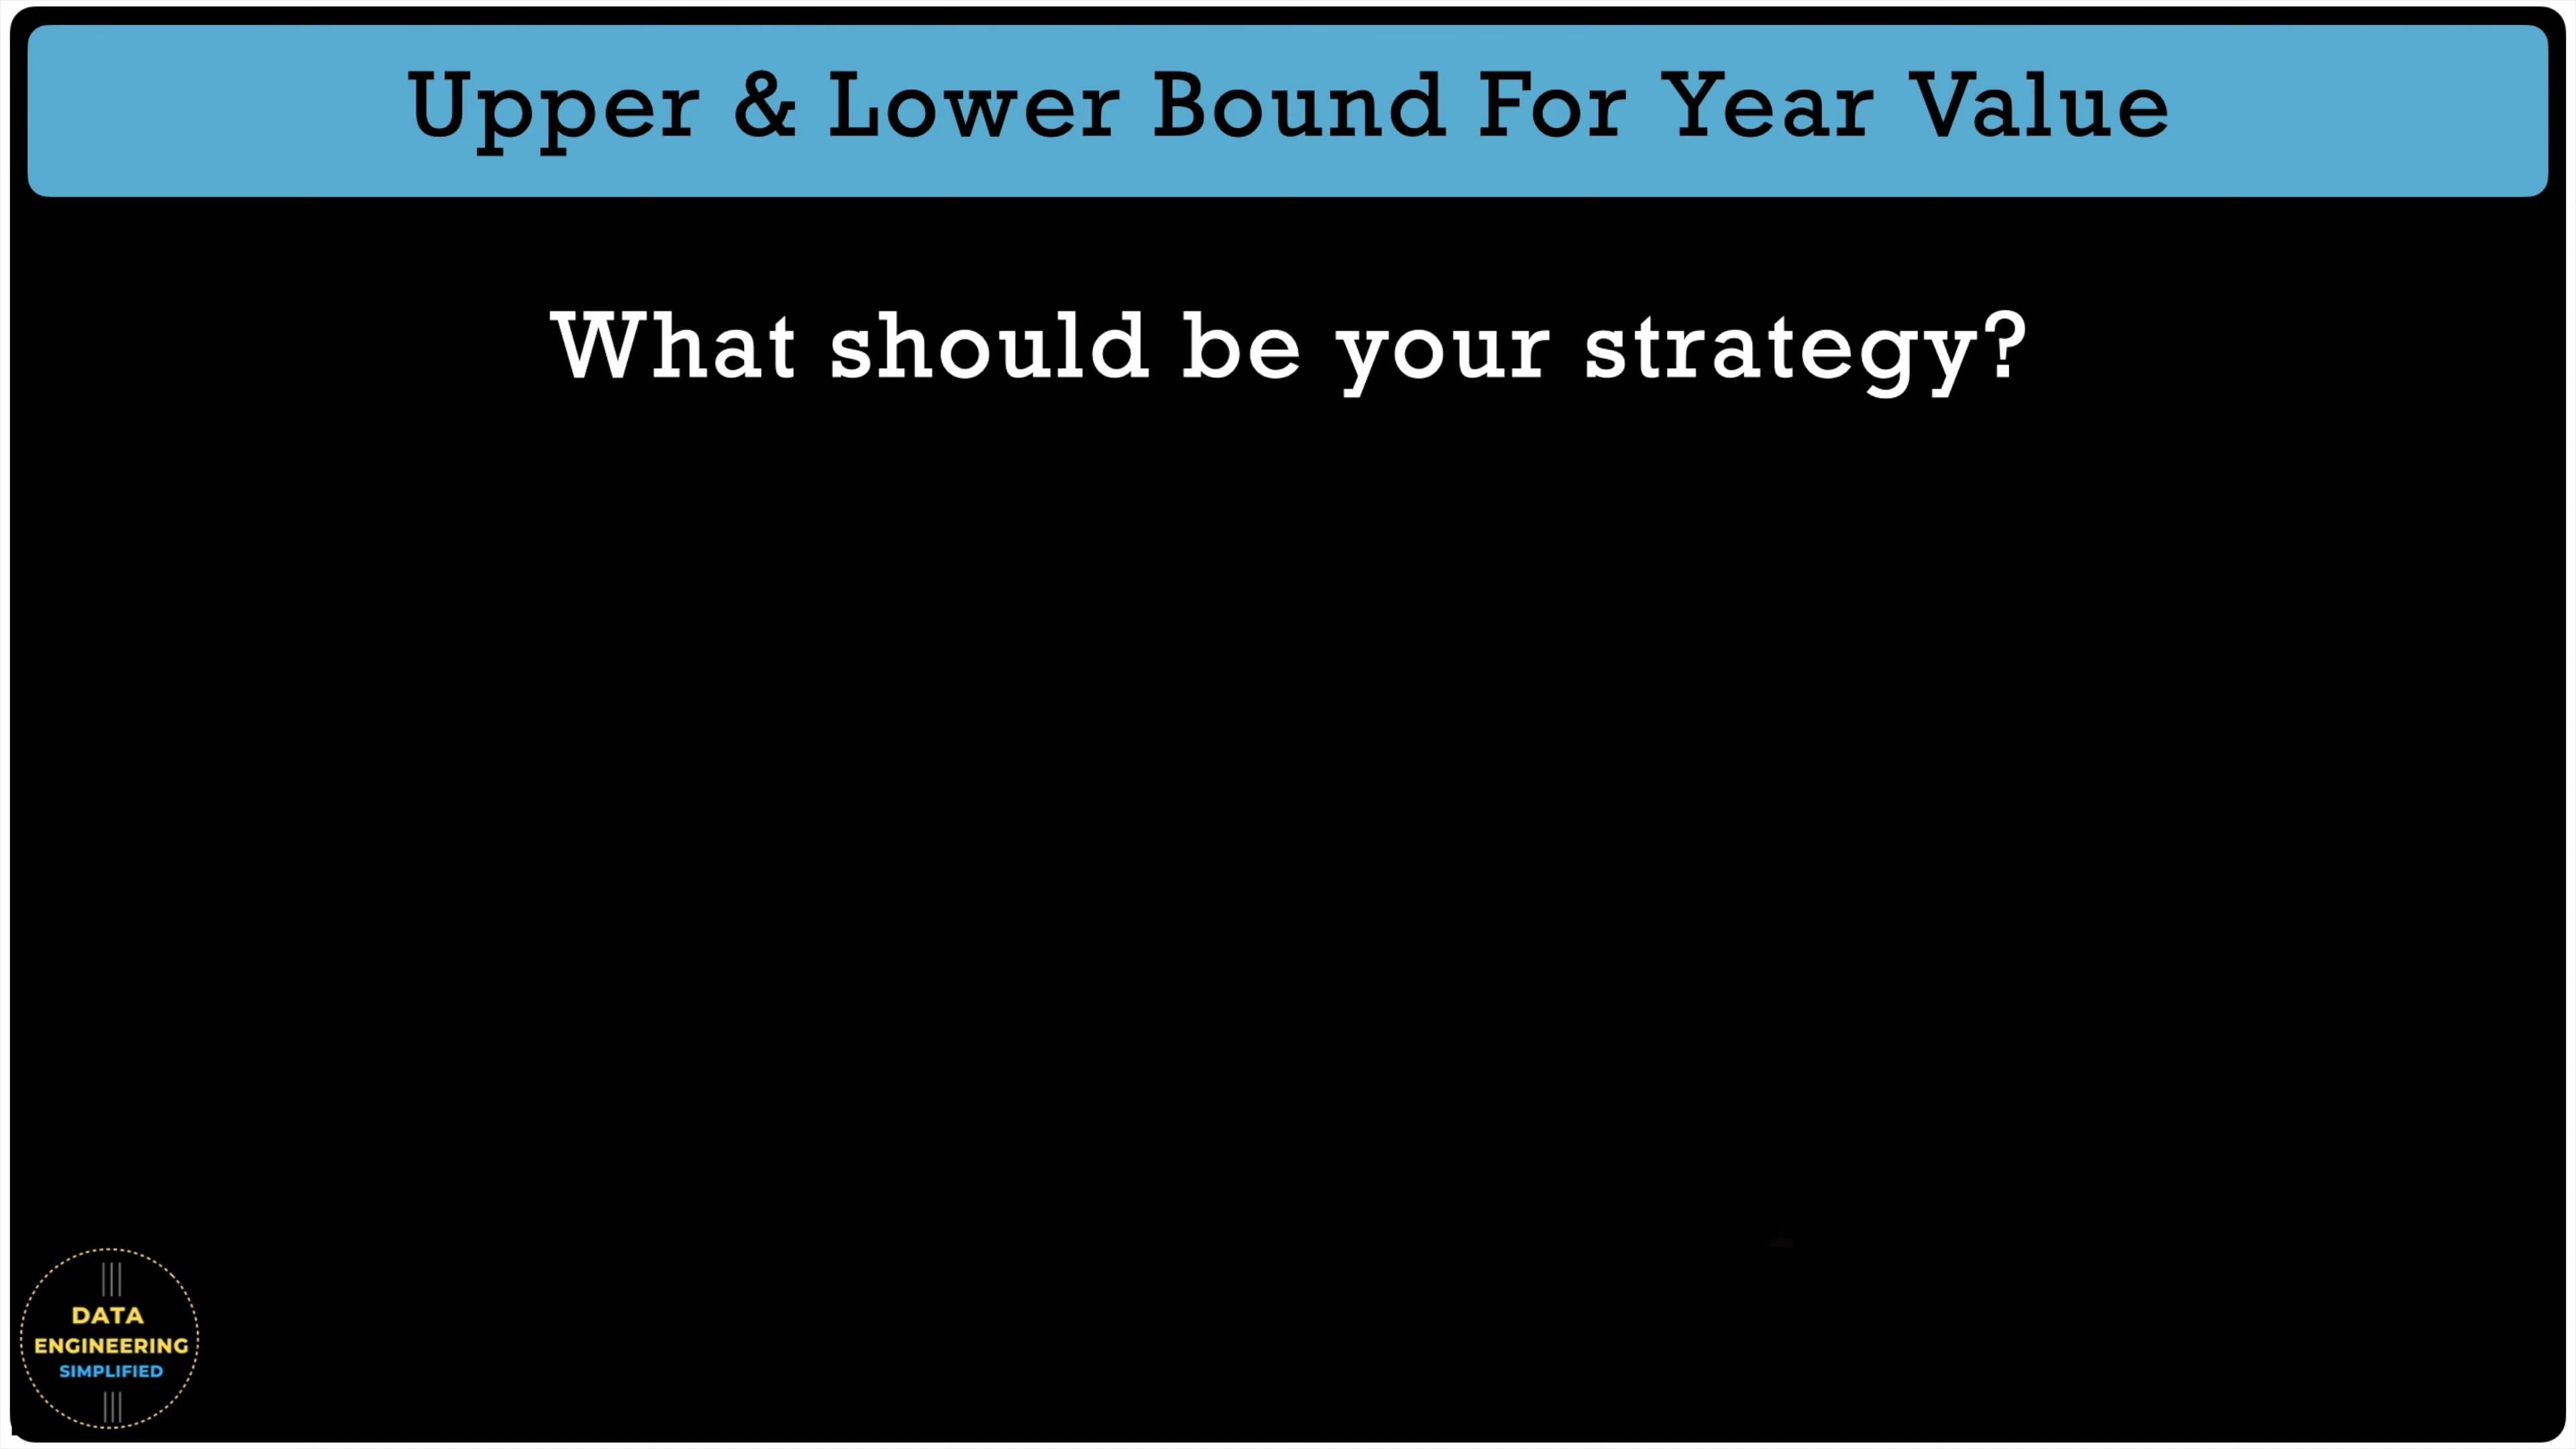 Upper & Lower Bound For Year Value
What should be your strategy?
DATA
ENGINEERING
SIMPLIFIED